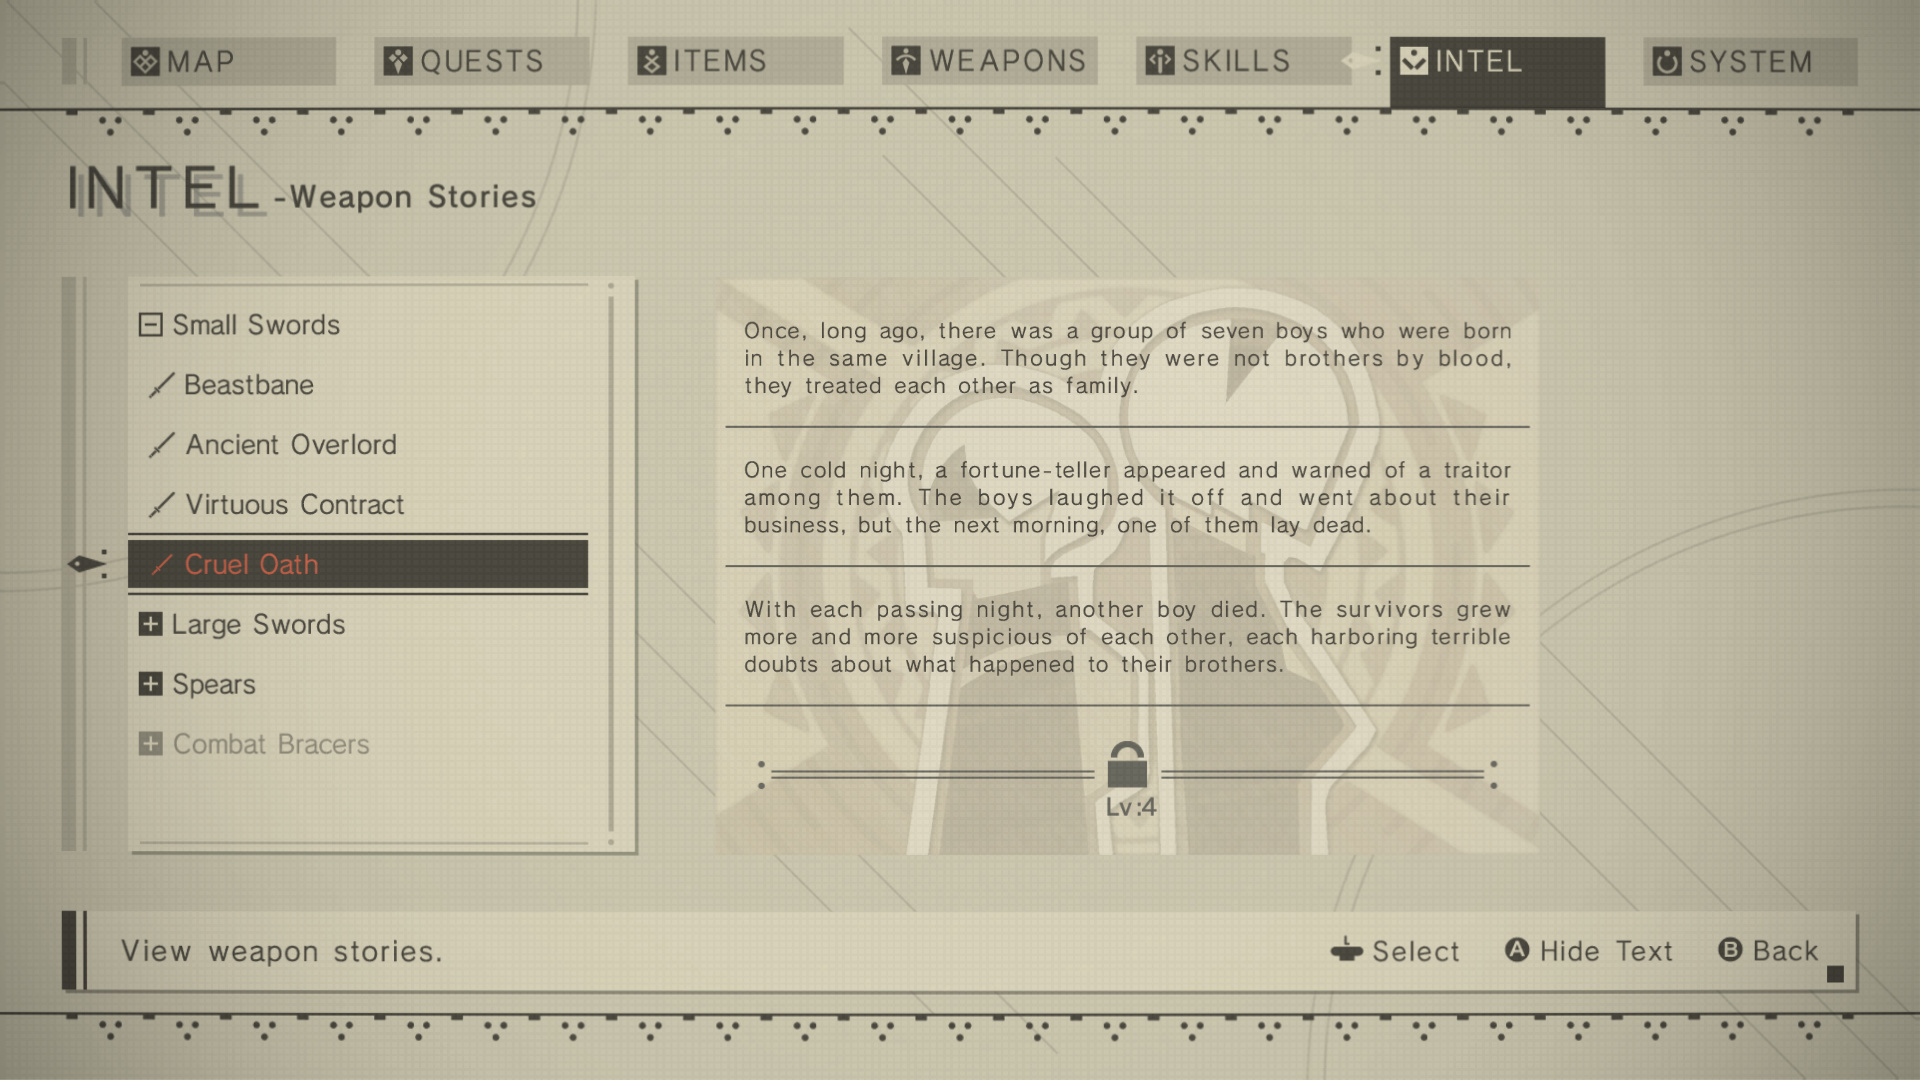 MAP
QUESTS
ITEMS
WEAPONS
SKILLS
INTEL
SYSTEM
INTEL -Weapon Stories
Small Swords
Beastbane
Ancient Overlord
Virtuous Contract
Cruel Oath
Large Swords
Spears
Combat Bracers
Once, long ago, there was a group of seven boys who were born
in the same village. Though they were not brothers by blood,
they treated each other as family.
One cold night, a fortune-teller appeared and warned of a traitor
among them. The boys laughed it off and went about their
business, but the next morning, one of them lay dead.
With each passing night, another boy died. The survivors grew
more and more suspicious of each other, each harboring terrible
doubts about what happened to their brothers.
Lv:4
View weapon stories.
L Select
A Hide Text
B Back